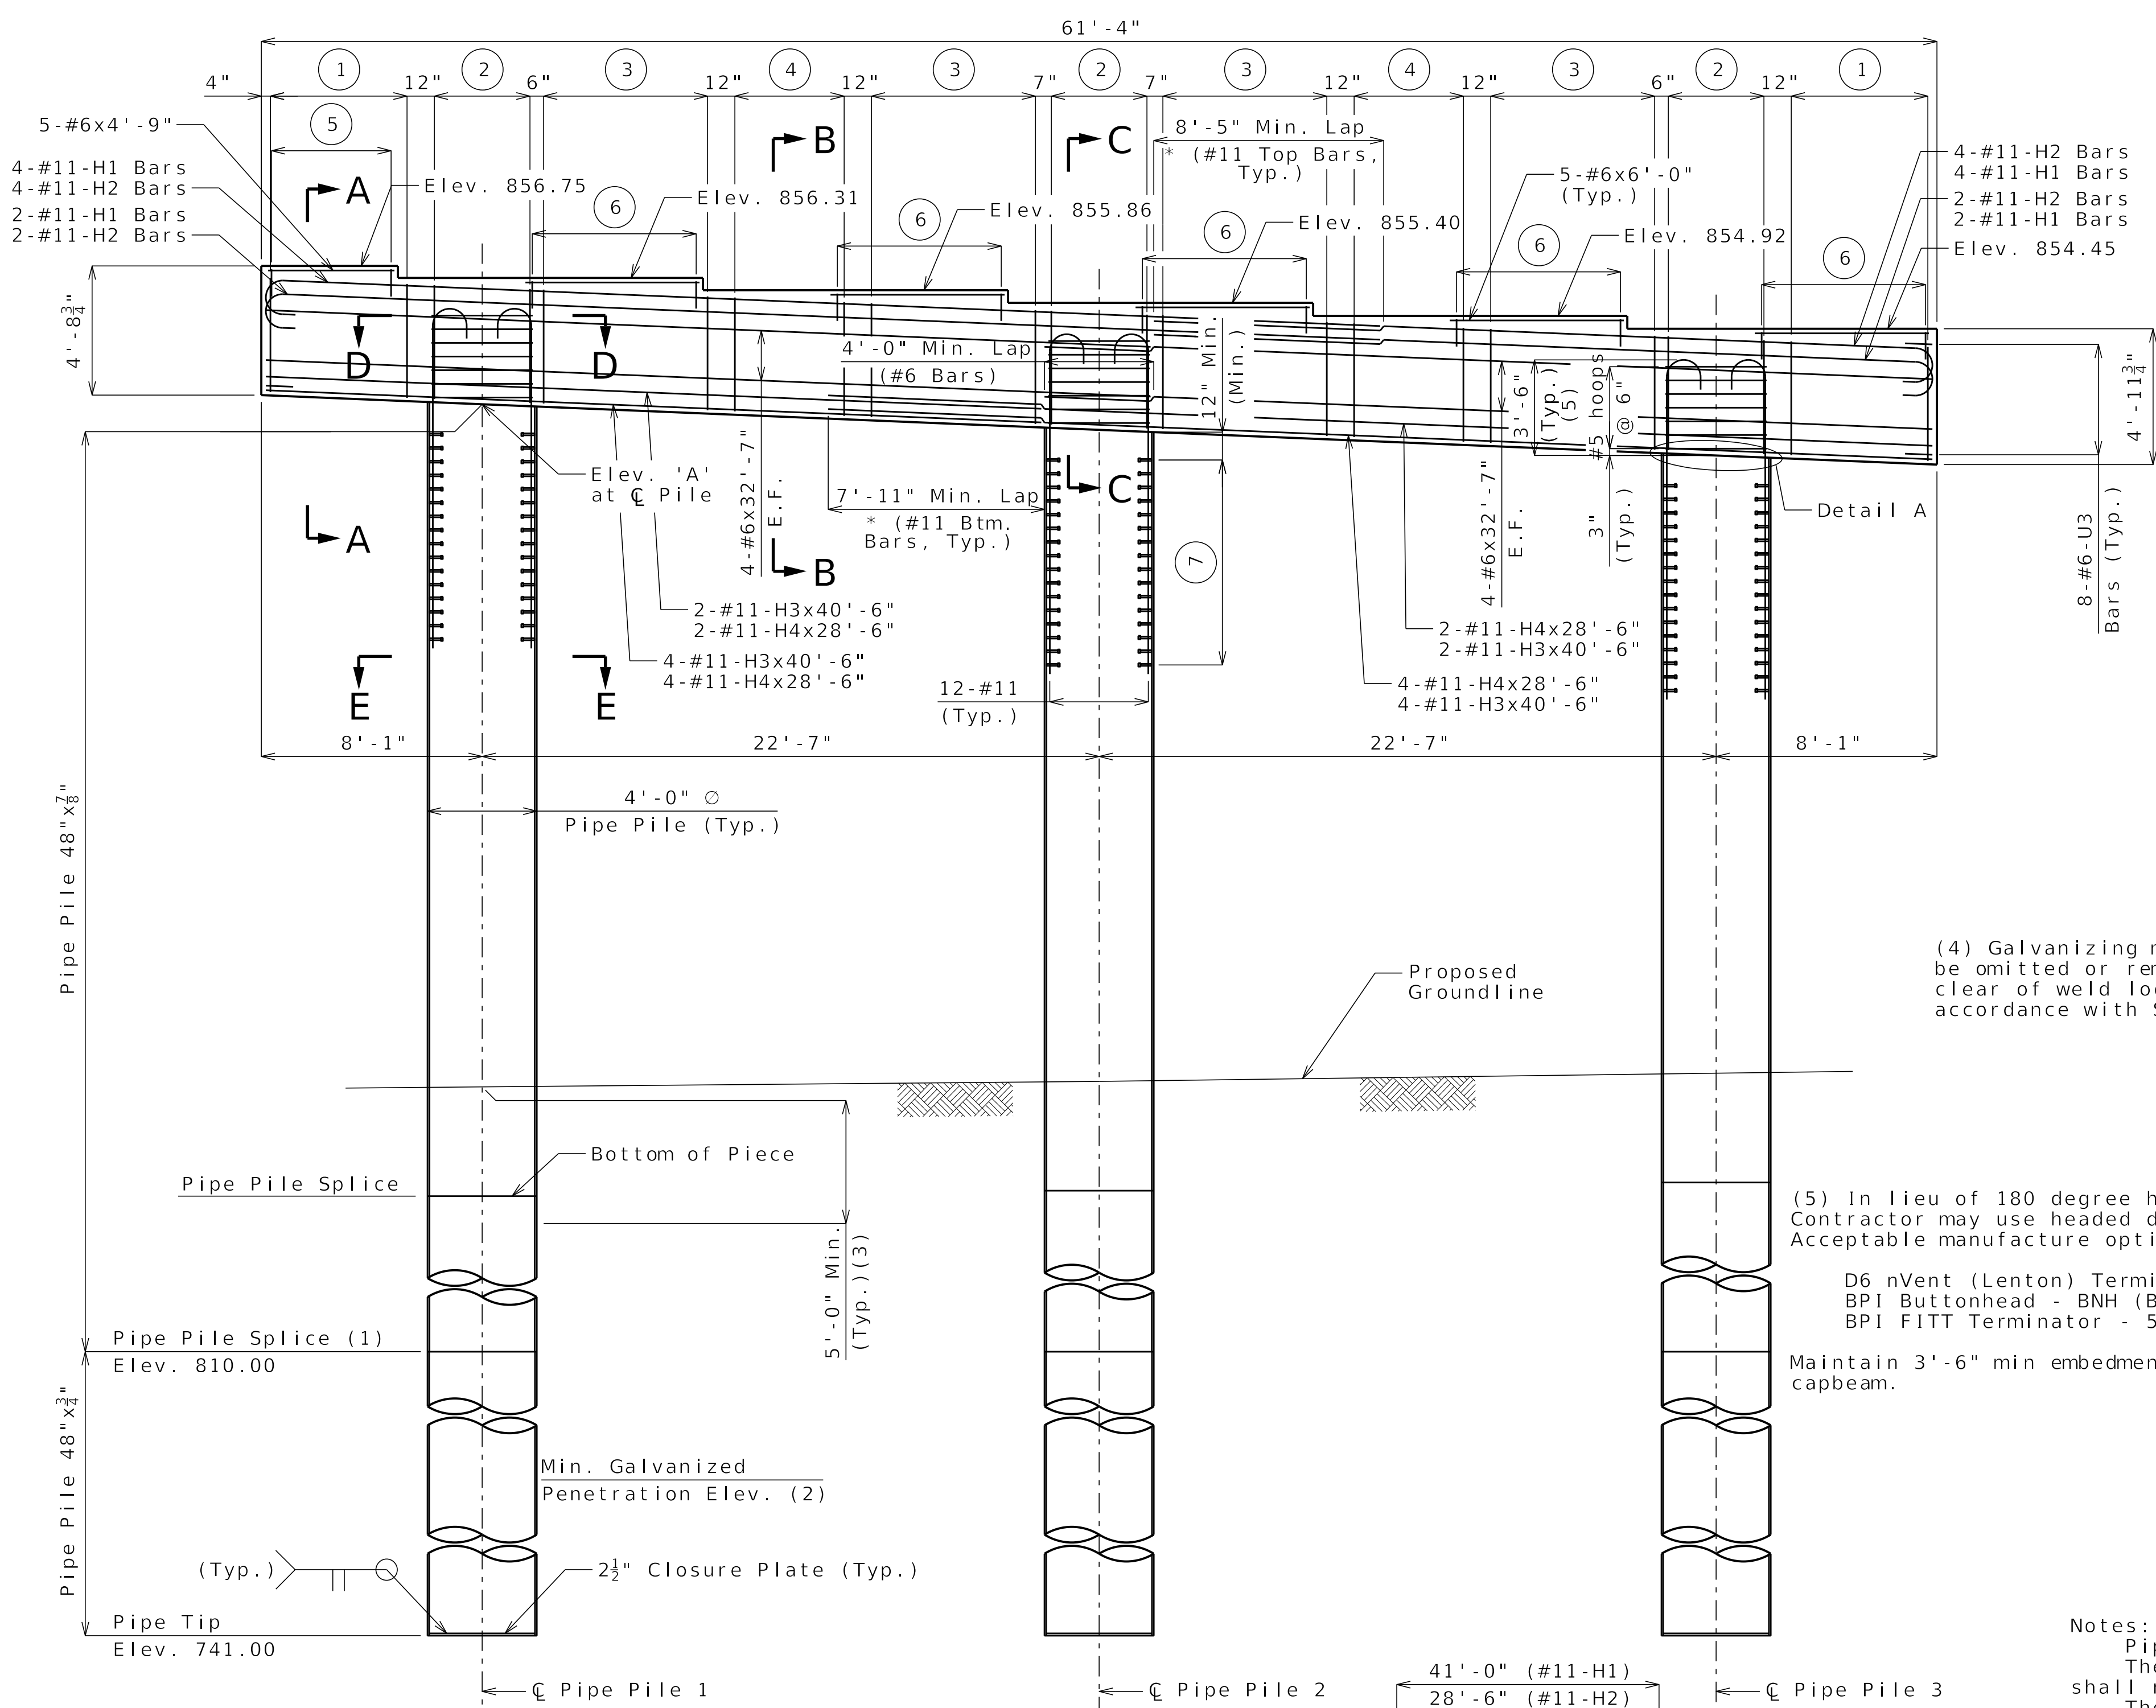 61'-4"
4"
1
12"
2
6"
3
12"
4
12"
3
7"
2
7"
3
12"
4
12"
3
6"
2
12"
1
5-#6x4'-9"
5
4-#11-H1 Bars
4-#11-H2 Bars
2-#11-H1 Bars
2-#11-H2 Bars
A
Elev. 856.75
6
Elev. 856.31
B
6
Elev. 855.86
C
8'-5" Min. Lap
* (#11 Top Bars,
Typ.)
6
Elev. 855.40
5-#6x6'-0"
(Typ.)
6
Elev. 854.92
6
4-#11-H2 Bars
4-#11-H1 Bars
2-#11-H2 Bars
2-#11-H1 Bars
Elev. 854.45
4'-8¾"
D
D
4'-0" Min. Lap
(#6 Bars)
12" Min.
(Min.)
3'-6"
(Typ.)
(5)
#5 hoops
@ 6"
4'-11¾"
Elev. 'A'
at ℄ Pile
4-#6x32'-7"
E.F.
7'-11" Min. Lap
* (#11 Btm.
Bars, Typ.)
C
7
4-#6x32'-7"
E.F.
3"
(Typ.)
Detail A
8-#6-U3
Bars (Typ.)
A
B
2-#11-H3x40'-6"
2-#11-H4x28'-6"
4-#11-H3x40'-6"
4-#11-H4x28'-6"
2-#11-H4x28'-6"
2-#11-H3x40'-6"
4-#11-H4x28'-6"
4-#11-H3x40'-6"
E
E
12-#11
(Typ.)
8'-1"
22'-7"
22'-7"
8'-1"
4'-0" ∅
Pipe Pile (Typ.)
Pipe Pile 48"x⅞"
Proposed
Groundline
(4) Galvanizing
be omitted or
clear of weld
accordance with
Bottom of Piece
Pipe Pile Splice
5'-0" Min.
(Typ.)(3)
(5) In lieu of 180 degree
Contractor may use headed
Acceptable manufacture
D6 nVent (Lenton)
BPI Buttonhead - BNH
BPI FITT Terminator - 5
Maintain 3'-6" min
capbeam.
Pipe Pile Splice (1)
Elev. 810.00
Pipe Pile 48"x¾"
Min. Galvanized
Penetration Elev. (2)
(Typ.)
2½" Closure Plate (Typ.)
Pipe Tip
Elev. 741.00
℄ Pipe Pile 1
℄ Pipe Pile 2
41'-0" (#11-H1)
28'-6" (#11-H2)
℄ Pipe Pile 3
Notes:
shall